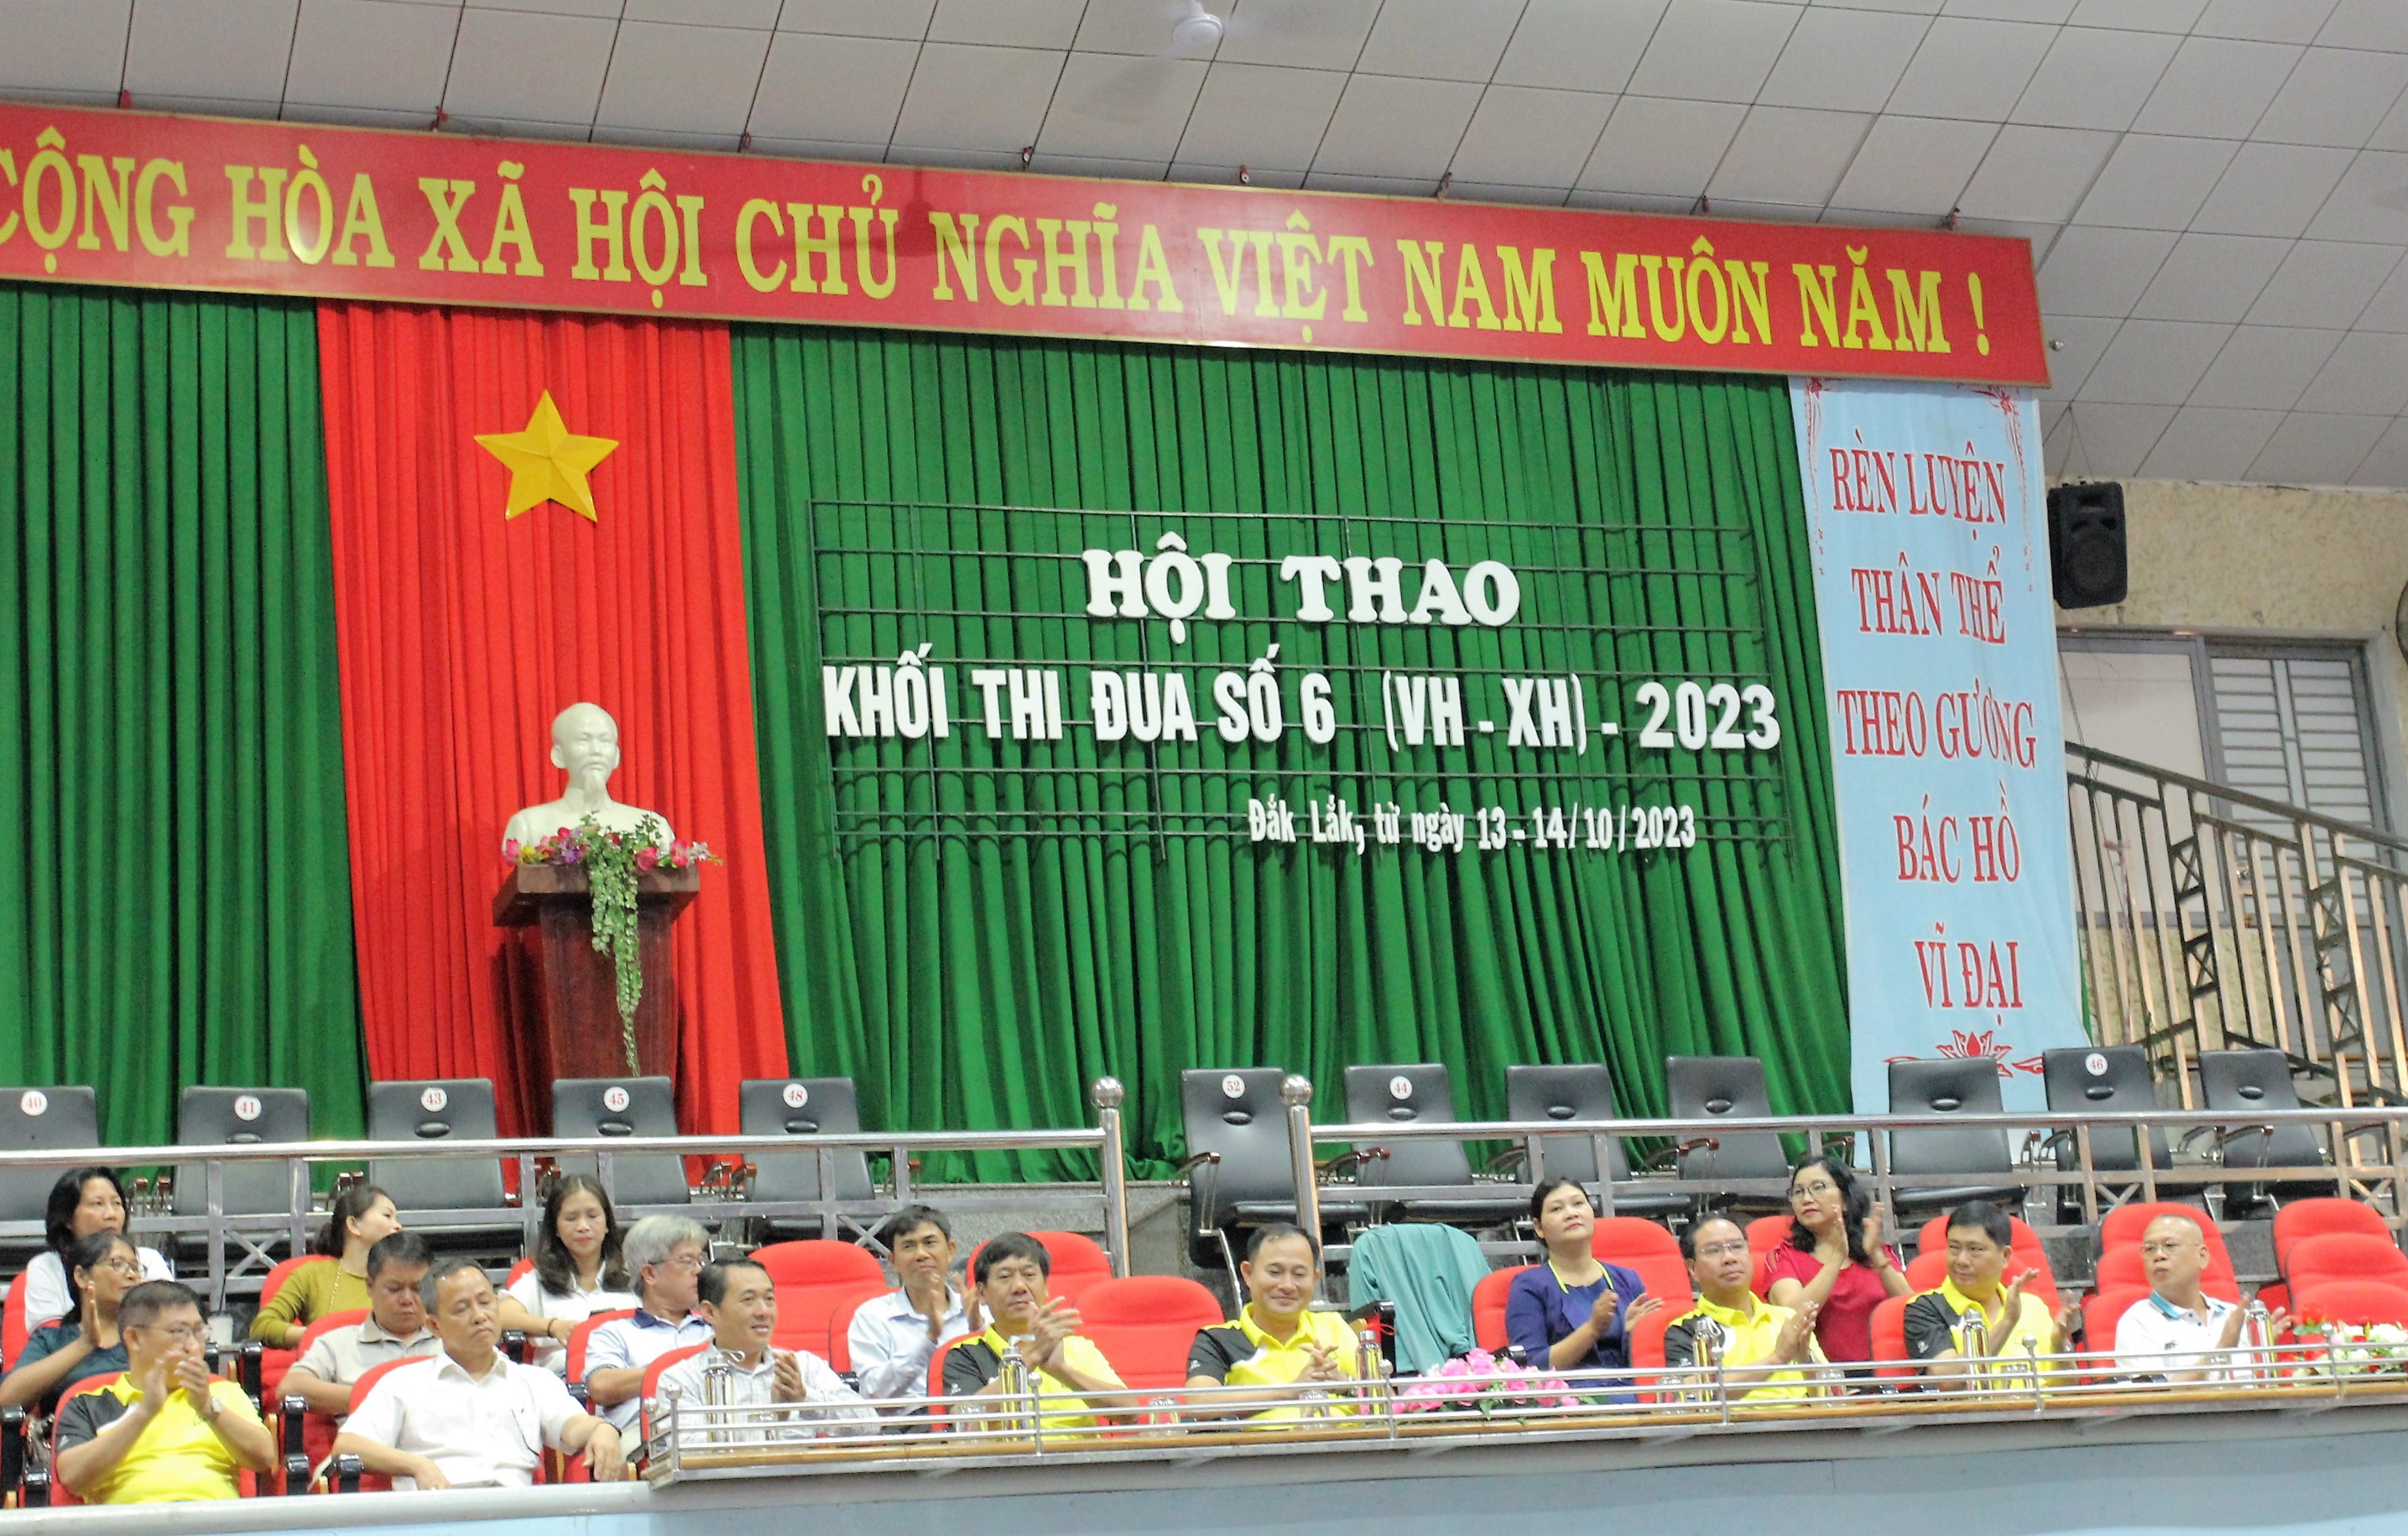 CỘNG HÒA XÃ HỘI CHỦ NGHĨA VIỆT NAM MUÔN NĂM !
HỘI THAO
KHỐI THI ĐUA SỐ 6 (VH - XH) - 2023
Đắk Lắk, từ ngày 13 - 14/10/2023
RÈN LUYỆN
THÂN THỂ
THEO GƯƠNG
BÁC HỒ
VĨ ĐẠI
40
41
43
45
48
52
44
46